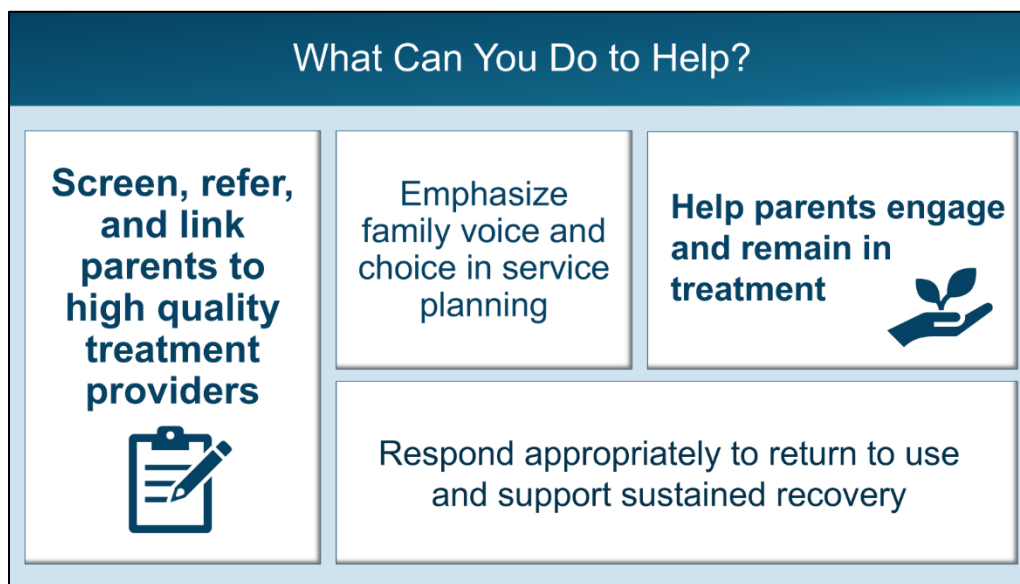 What Can You Do to Help?
Screen, refer,
and link
parents to
high quality
treatment
providers
Emphasize
family voice and
choice in service
planning
Help parents engage
and remain in
treatment
Respond appropriately to return to use
and support sustained recovery